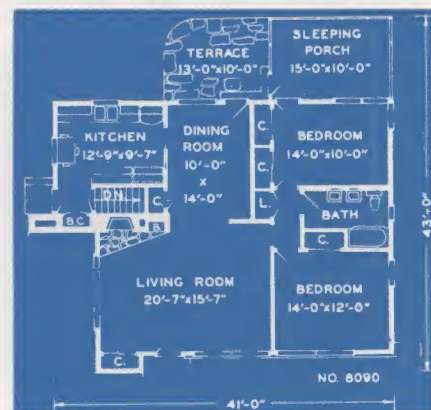 SLEEPING
PORCH
15'-0"x10'-0"
TERRACE
13'-0"x10'-0"
KITCHEN
12'-9"x9'-7"
DINING
ROOM
10'-0"
X
14'-0"
C.
BEDROOM
14'-0"x10'-0"
C.
DN.
C.
L.
BATH
B.C.
B.
C.
43'-0"
LIVING ROOM
20'-7"x15'-7"
BEDROOM
14'-0"x12'-0"
C.
NO. 8090
41'-0"